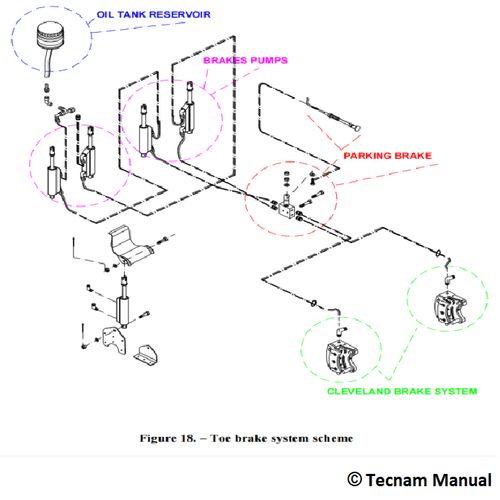 OIL TANK RESERVOIR
BRAKES PUMPS
PARKING BRAKE
CLEVELAND BRAKE SYSTEM
Figure 18. – Toe brake system scheme
© Tecnam Manual